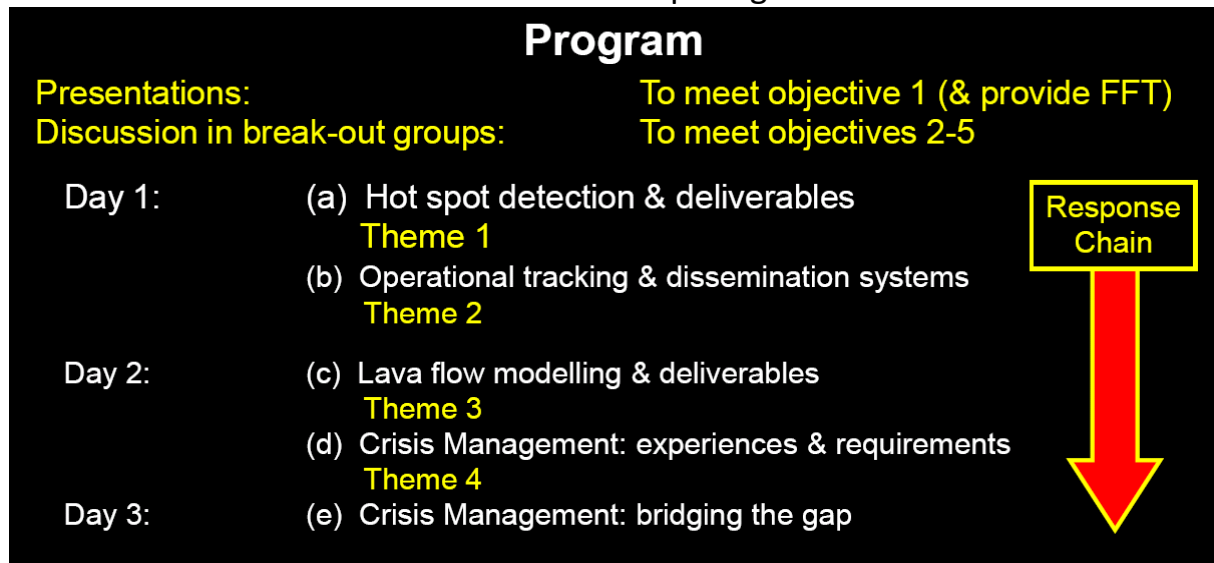 Program
Presentations: To meet objective 1 (& provide FFT)
Discussion in break-out groups: To meet objectives 2-5
Day 1: (a) Hot spot detection & deliverables
Theme 1
(b) Operational tracking & dissemination systems
Theme 2
Day 2: (c) Lava flow modelling & deliverables
Theme 3
(d) Crisis Management: experiences & requirements
Theme 4
Day 3: (e) Crisis Management: bridging the gap
Response
Chain